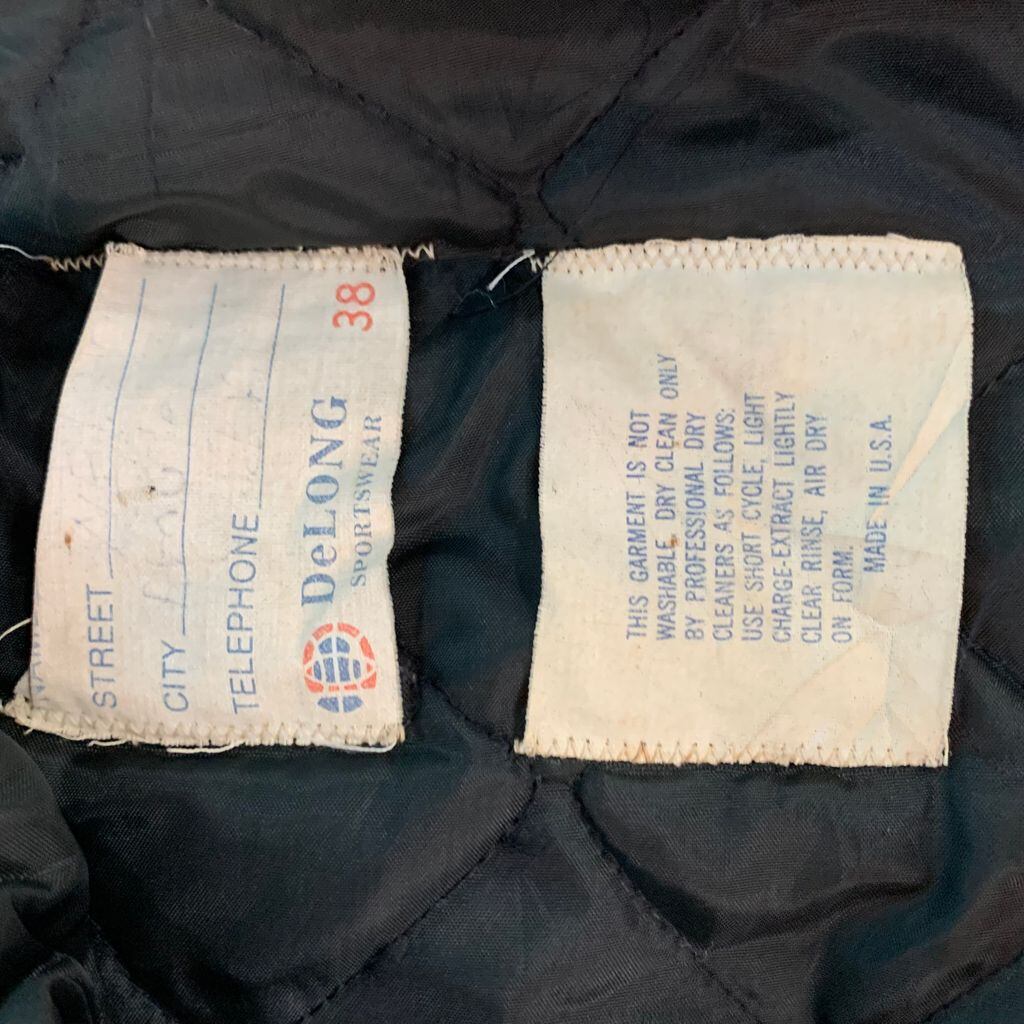 STREET
CITY
TELEPHONE
DeLONG 38
SPORTSWEAR
THIS GARMENT IS NOT
WASHABLE, DRY CLEAN ONLY
BY PROFESSIONAL DRY
CLEANERS AS FOLLOWS:
USE SHORT CYCLE, LIGHT
CHARGE-EXTRACT LIGHTLY
CLEAR RINSE, AIR DRY
ON FORM.
MADE IN U.S.A.